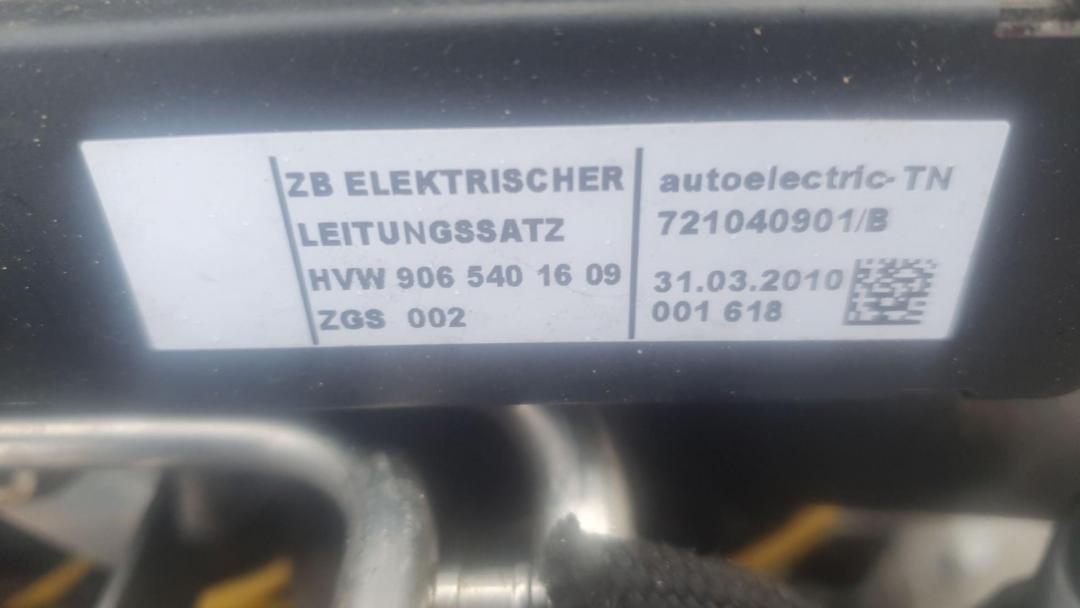 ZB ELEKTRISCHER
LEITUNGSSATZ
HVW 906 540 16 09
ZGS 002
autoelectric-TN
721040901/B
31.03.2010
001 618